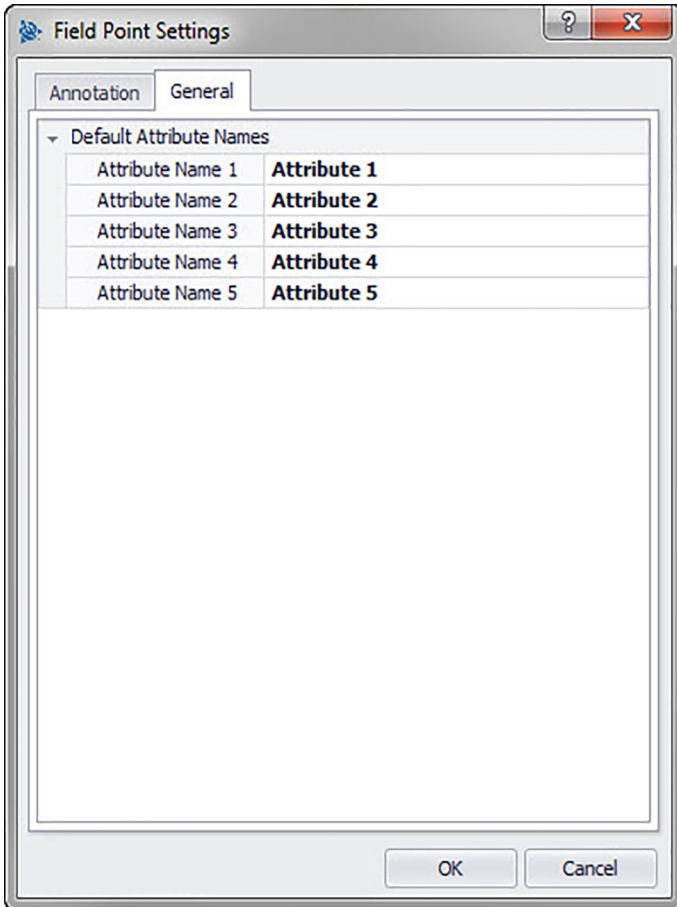 Field Point Settings
?
Annotation General
Default Attribute Names
Attribute Name 1 Attribute 1
Attribute Name 2 Attribute 2
Attribute Name 3 Attribute 3
Attribute Name 4 Attribute 4
Attribute Name 5 Attribute 5
OK Cancel